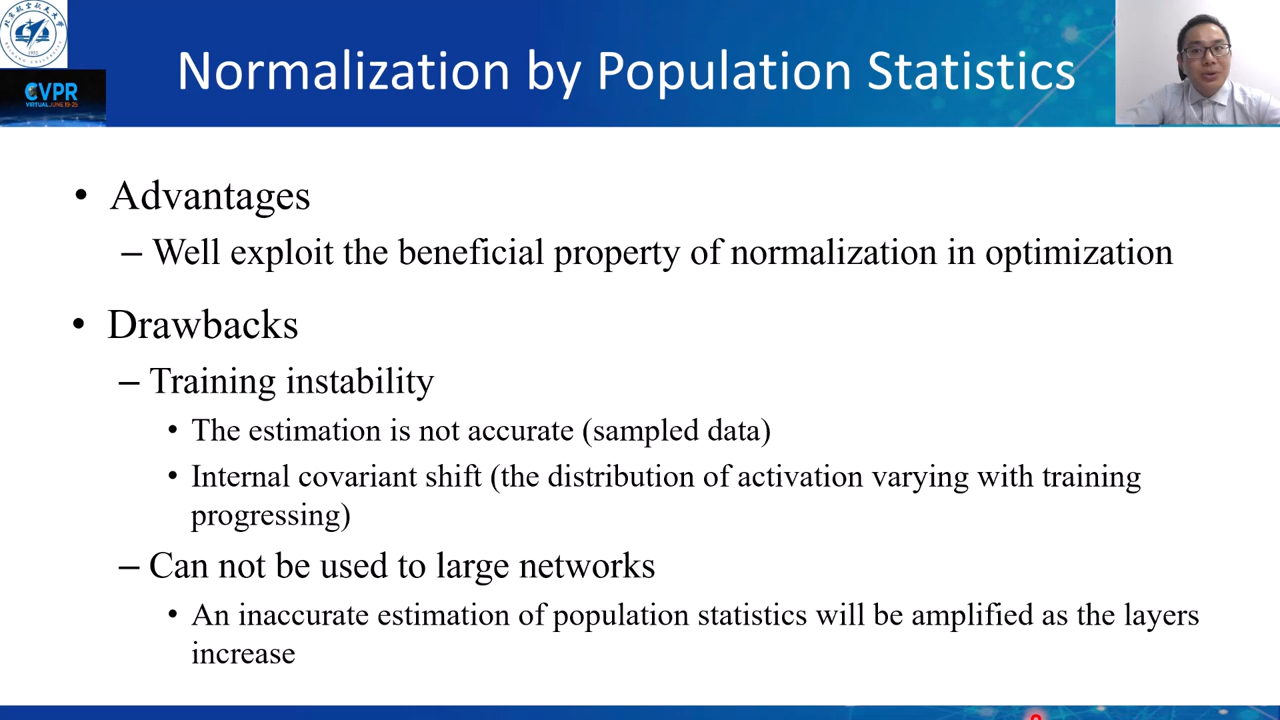 CVPR
VIRTUAL JUNE 19-25
Normalization by Population Statistics
• Advantages
– Well exploit the beneficial property of normalization in optimization
• Drawbacks
– Training instability
• The estimation is not accurate (sampled data)
• Internal covariant shift (the distribution of activation varying with training
progressing)
– Can not be used to large networks
• An inaccurate estimation of population statistics will be amplified as the layers
increase